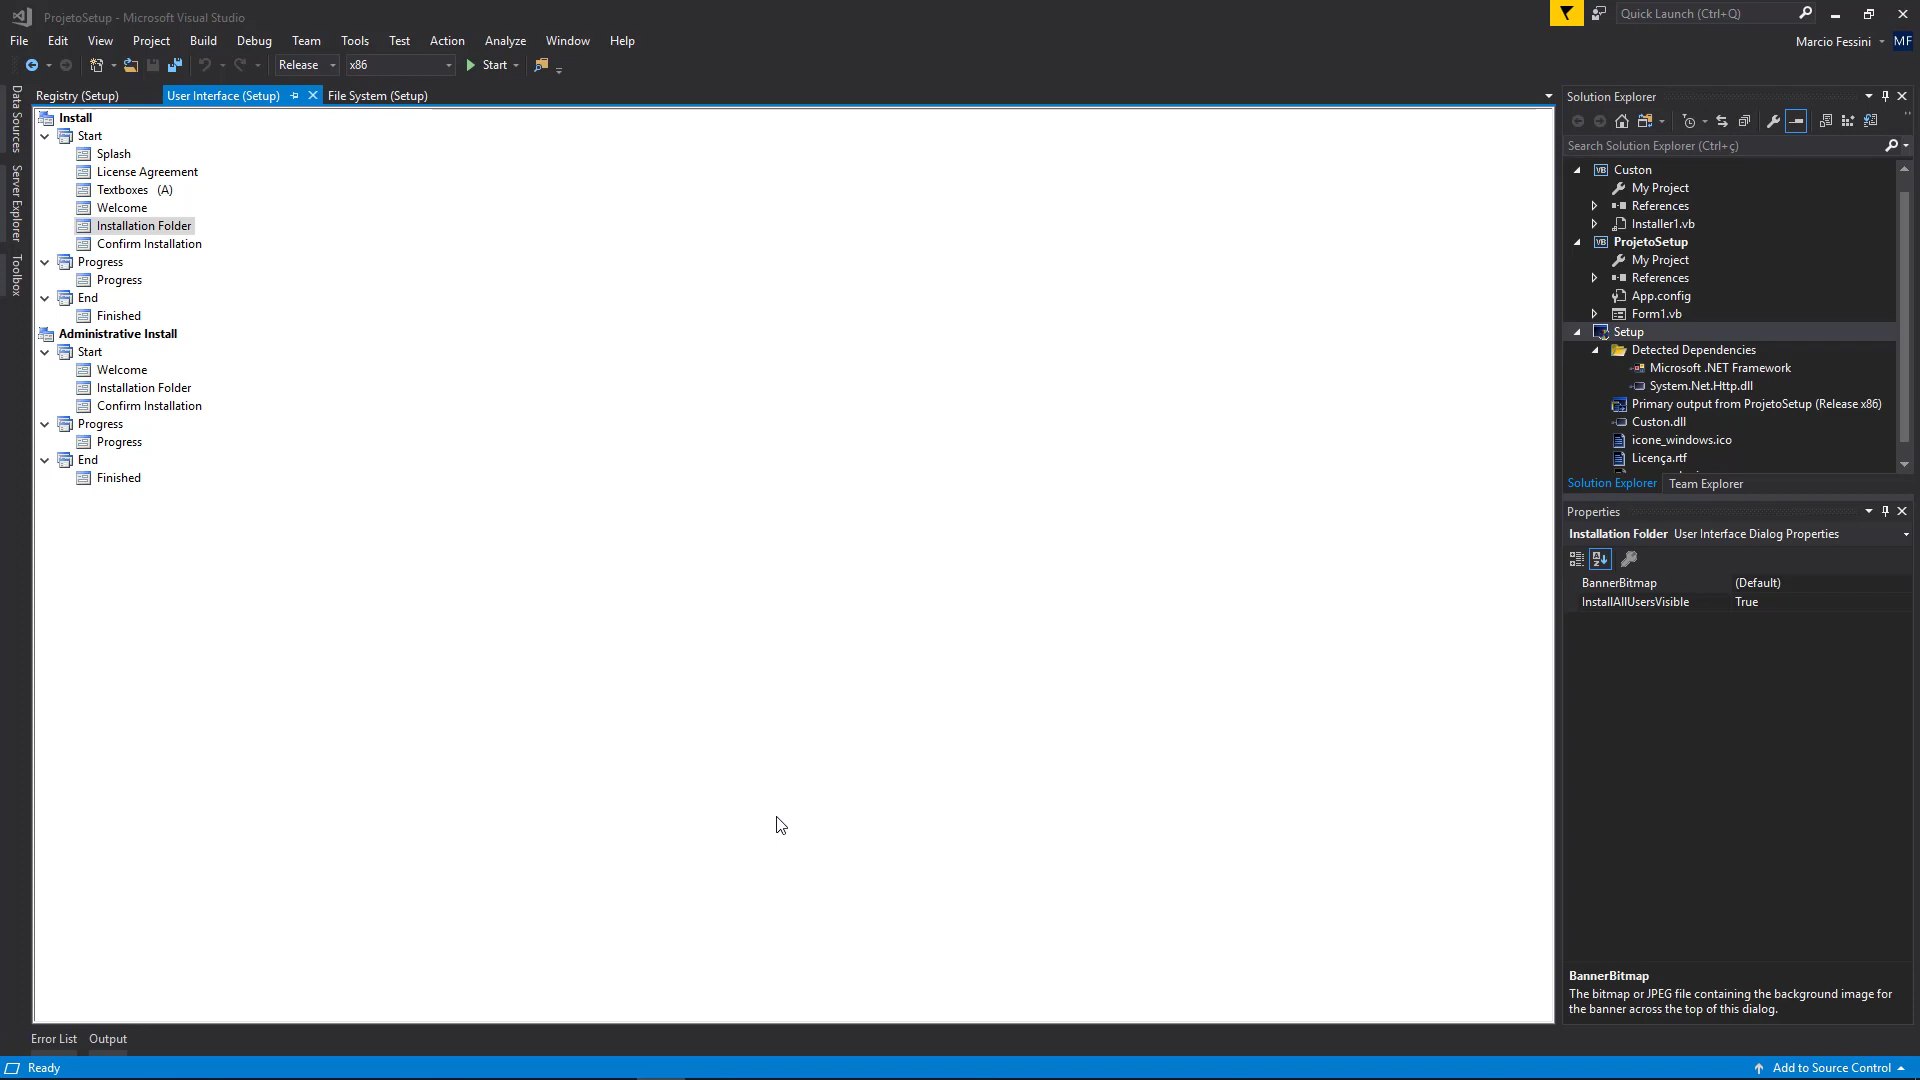 ProjetoSetup - Microsoft Visual Studio
Quick Launch (Ctrl+Q)
File Edit View Project Build Debug Team Tools Test Action Analyze Window Help
Marcio Fessini MF
Release x86 Start
Data Sources
Server Explorer
Toolbox
Registry (Setup) User Interface (Setup) File System (Setup)
Install
Start
Splash
License Agreement
Textboxes (A)
Welcome
Installation Folder
Confirm Installation
Progress
Progress
End
Finished
Administrative Install
Start
Welcome
Installation Folder
Confirm Installation
Progress
Progress
End
Finished
Solution Explorer
Search Solution Explorer (Ctrl+ç)
VB Custon
My Project
References
Installer1.vb
VB ProjetoSetup
My Project
References
App.config
Form1.vb
Setup
Detected Dependencies
Microsoft .NET Framework
System.Net.Http.dll
Primary output from ProjetoSetup (Release x86)
Custon.dll
icone_windows.ico
Licença.rtf
Solution Explorer Team Explorer
Properties
Installation Folder User Interface Dialog Properties
BannerBitmap (Default)
InstallAllUsersVisible True
BannerBitmap
The bitmap or JPEG file containing the background image for
the banner across the top of this dialog.
Error List Output
Ready
Add to Source Control